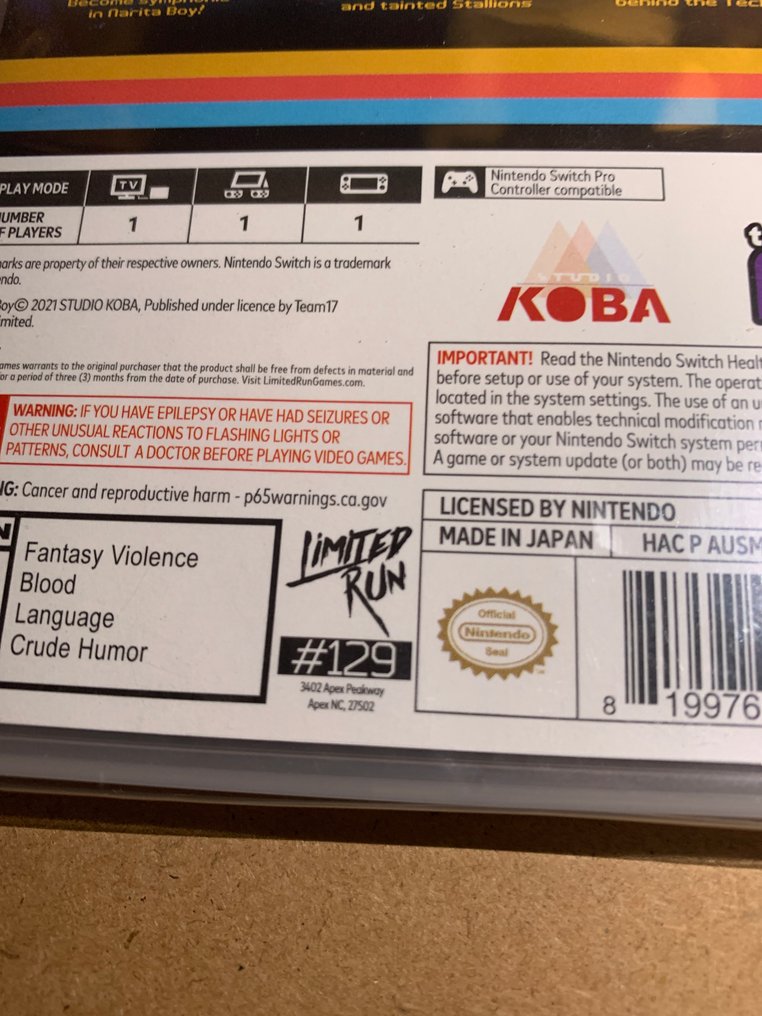 in Narita Boy!
and tainted Stallions
behind the
PLAY MODE
TV
NUMBER
OF PLAYERS
1
1
1
Nintendo Switch Pro
Controller compatible
marks are property of their respective owners. Nintendo Switch is a trademark
ndo.
Boy© 2021 STUDIO KOBA, Published under licence by Team17
imited.
STUDIO
KOBA
ames warrants to the original purchaser that the product shall be free from defects in material and
or a period of three (3) months from the date of purchase. Visit LimitedRunGames.com.
WARNING: IF YOU HAVE EPILEPSY OR HAVE HAD SEIZURES OR
OTHER UNUSUAL REACTIONS TO FLASHING LIGHTS OR
PATTERNS, CONSULT A DOCTOR BEFORE PLAYING VIDEO GAMES.
IMPORTANT! Read the Nintendo Switch Healt
before setup or use of your system. The operat
located in the system settings. The use of an u
software that enables technical modification
software or your Nintendo Switch system per
A game or system update (or both) may be re
NG: Cancer and reproductive harm - p65warnings.ca.gov
Fantasy Violence
Blood
Language
Crude Humor
LIMITED
RUN
#129
3402 Apex Peakway
Apex NC, 27502
LICENSED BY NINTENDO
MADE IN JAPAN
HAC P AUSM
Official
Nintendo
Seal
8 19976